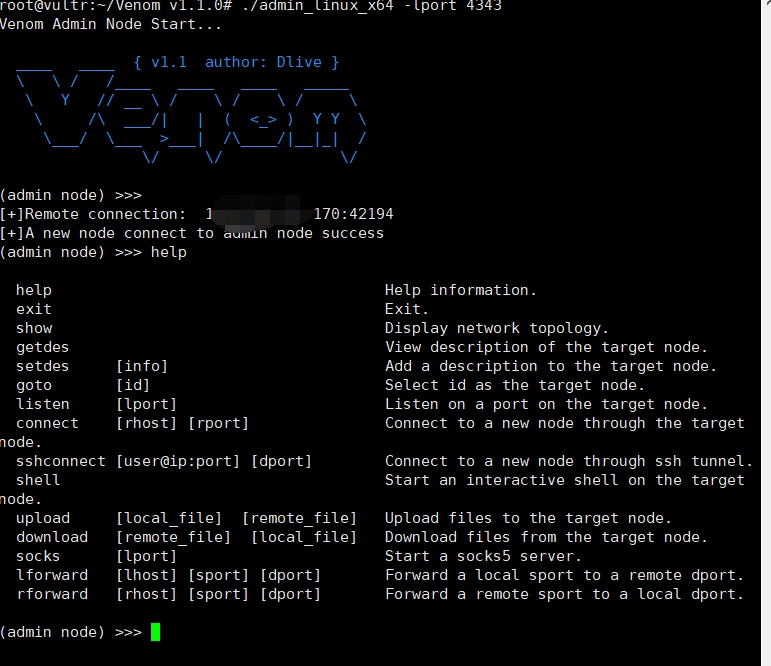 root@vultr:~/Venom v1.1.0# ./admin_linux_x64 -lport 4343
Venom Admin Node Start...
{ v1.1 author: Dlive }
Venom
(admin node) >>>
[+]Remote connection: 1 170:42194
[+]A new node connect to admin node success
(admin node) >>> help
help Help information.
exit Exit.
show Display network topology.
getdes View description of the target node.
setdes [info] Add a description to the target node.
goto [id] Select id as the target node.
listen [lport] Listen on a port on the target node.
connect [rhost] [rport] Connect to a new node through the target
node.
sshconnect [user@ip:port] [dport] Connect to a new node through ssh tunnel.
shell Start an interactive shell on the target
node.
upload [local_file] [remote_file] Upload files to the target node.
download [remote_file] [local_file] Download files from the target node.
socks [lport] Start a socks5 server.
lforward [lhost] [sport] [dport] Forward a local sport to a remote dport.
rforward [rhost] [sport] [dport] Forward a remote sport to a local dport.
(admin node) >>>